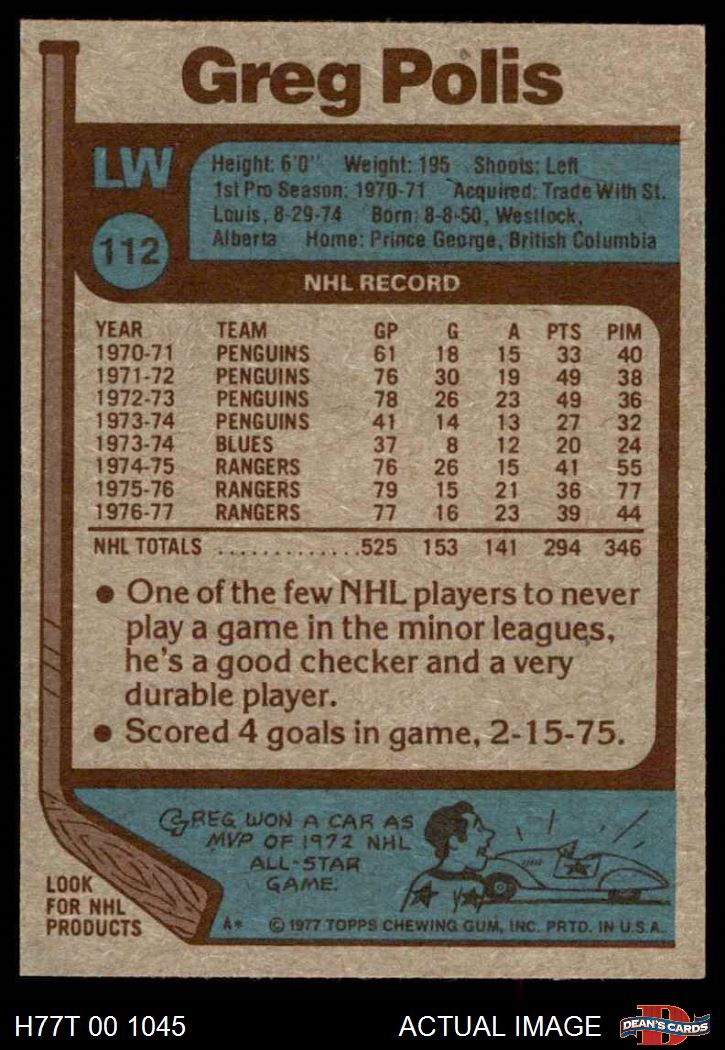 Greg Polis
LW
112
Height: 6'0" Weight: 195 Shoots: Left
1st Pro Season: 1970-71 Acquired: Trade With St.
Louis, 8-29-74 Born: 8-8-50, Westlock,
Alberta Home: Prince George, British Columbia
NHL RECORD
YEAR TEAM GP G A PTS PIM
1970-71 PENGUINS 61 18 15 33 40
1971-72 PENGUINS 76 30 19 49 38
1972-73 PENGUINS 78 26 23 49 36
1973-74 PENGUINS 41 14 13 27 32
1973-74 BLUES 37 8 12 20 24
1974-75 RANGERS 76 26 15 41 55
1975-76 RANGERS 79 15 21 36 77
1976-77 RANGERS 77 16 23 39 44
NHL TOTALS .............525 153 141 294 346
● One of the few NHL players to never
play a game in the minor leagues,
he's a good checker and a very
durable player.
● Scored 4 goals in game, 2-15-75.
GREG WON A CAR AS
MVP OF 1972 NHL
ALL-STAR
GAME.
LOOK
FOR NHL
PRODUCTS
A* © 1977 TOPPS CHEWING GUM, INC. PRTD. IN U.S.A.
H77T 00 1045 ACTUAL IMAGE D DEAN'S CARDS